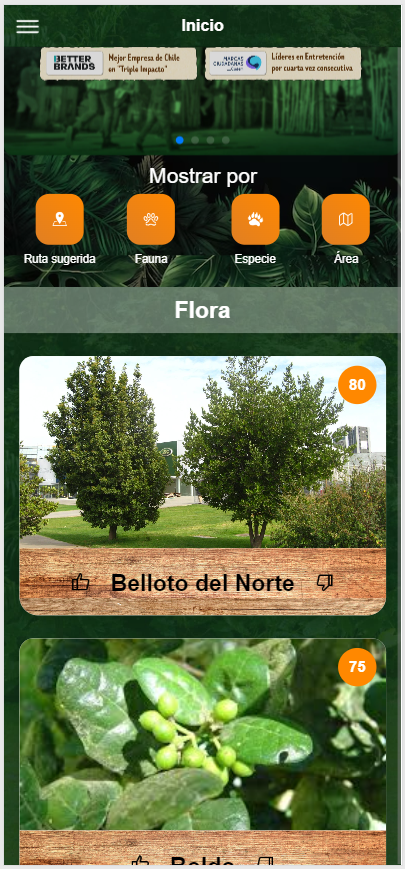 Inicio
BETTER
BRANDS
Mejor Empresa de Chile
en "Triple Impacto"
MARCAS
CIUDADANAS
Líderes en Entretención
por cuarta vez consecutiva
Mostrar por
Ruta sugerida
Fauna
Especie
Área
Flora
80
Belloto del Norte
75